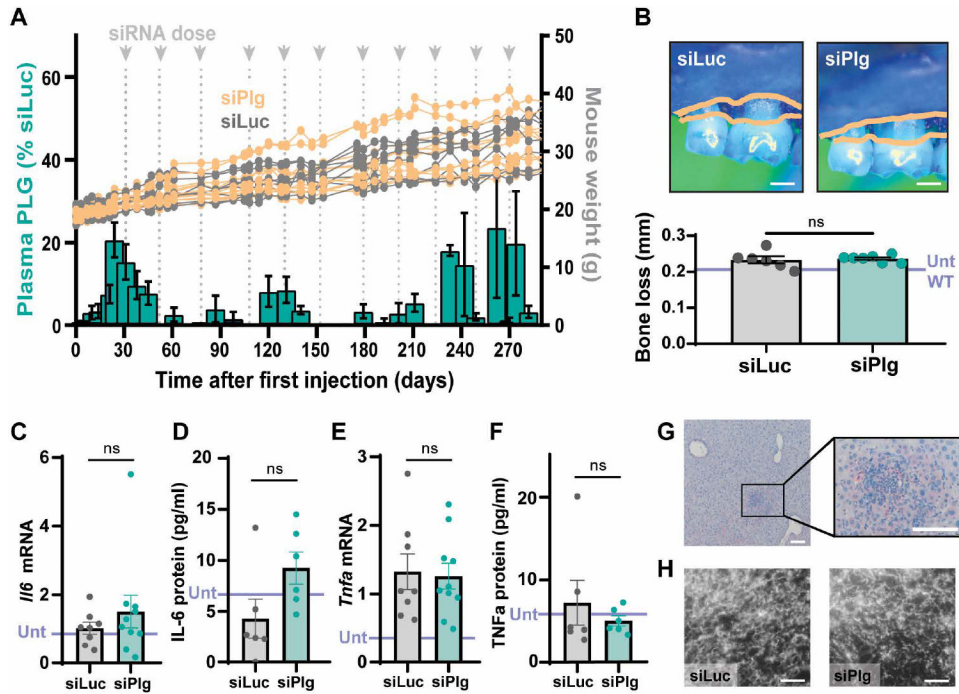 A
siRNA dose
Plasma PLG (% siLuc)
60
40
20
0
siPlg
siLuc
50
40
30
20
10
0
Mouse weight (g)
0 30 60 90 120 150 180 210 240 270
Time after first injection (days)
B
siLuc
siPlg
Bone loss (mm)
0.3
0.2
0.1
0.0
ns
Unt
WT
siLuc siPlg
C
Il6 mRNA
6
4
2
0
ns
Unt
siLuc siPlg
D
IL-6 protein (pg/ml)
20
15
10
5
0
ns
Unt
siLuc siPlg
E
Tnfa mRNA
3
2
1
0
ns
Unt
siLuc siPlg
F
TNFa protein (pg/ml)
20
10
0
ns
Unt
siLuc siPlg
G
H
siLuc
siPlg